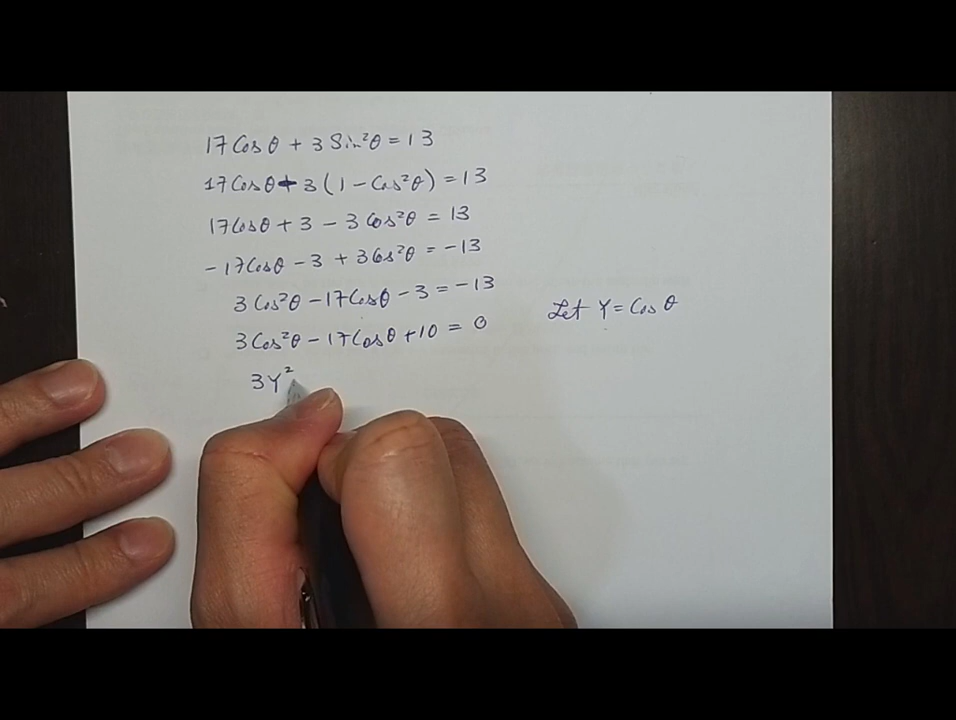 17 Cos θ + 3 Sin²θ = 13
17 Cos θ + 3 (1 - Cos²θ) = 13
17 Cos θ + 3 - 3 Cos²θ = 13
-17 Cos θ - 3 + 3 Cos²θ = -13
3 Cos²θ - 17 Cos θ - 3 = -13
3 Cos²θ - 17 Cos θ + 10 = 0
Let Y = Cos θ
3Y²